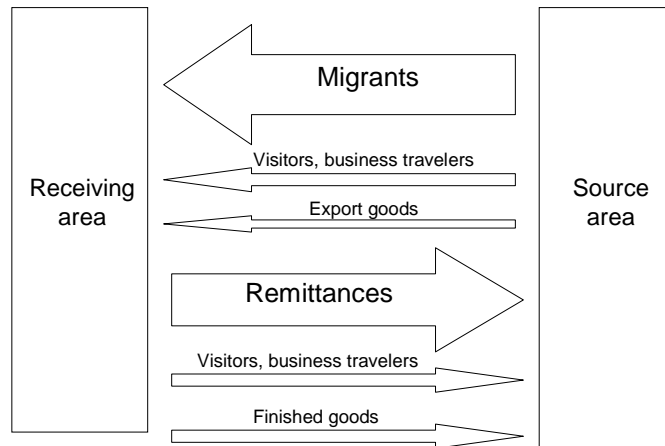 Migrants
Visitors, business travelers
Receiving
area
Source
area
Export goods
Remittances
Visitors, business travelers
Finished goods